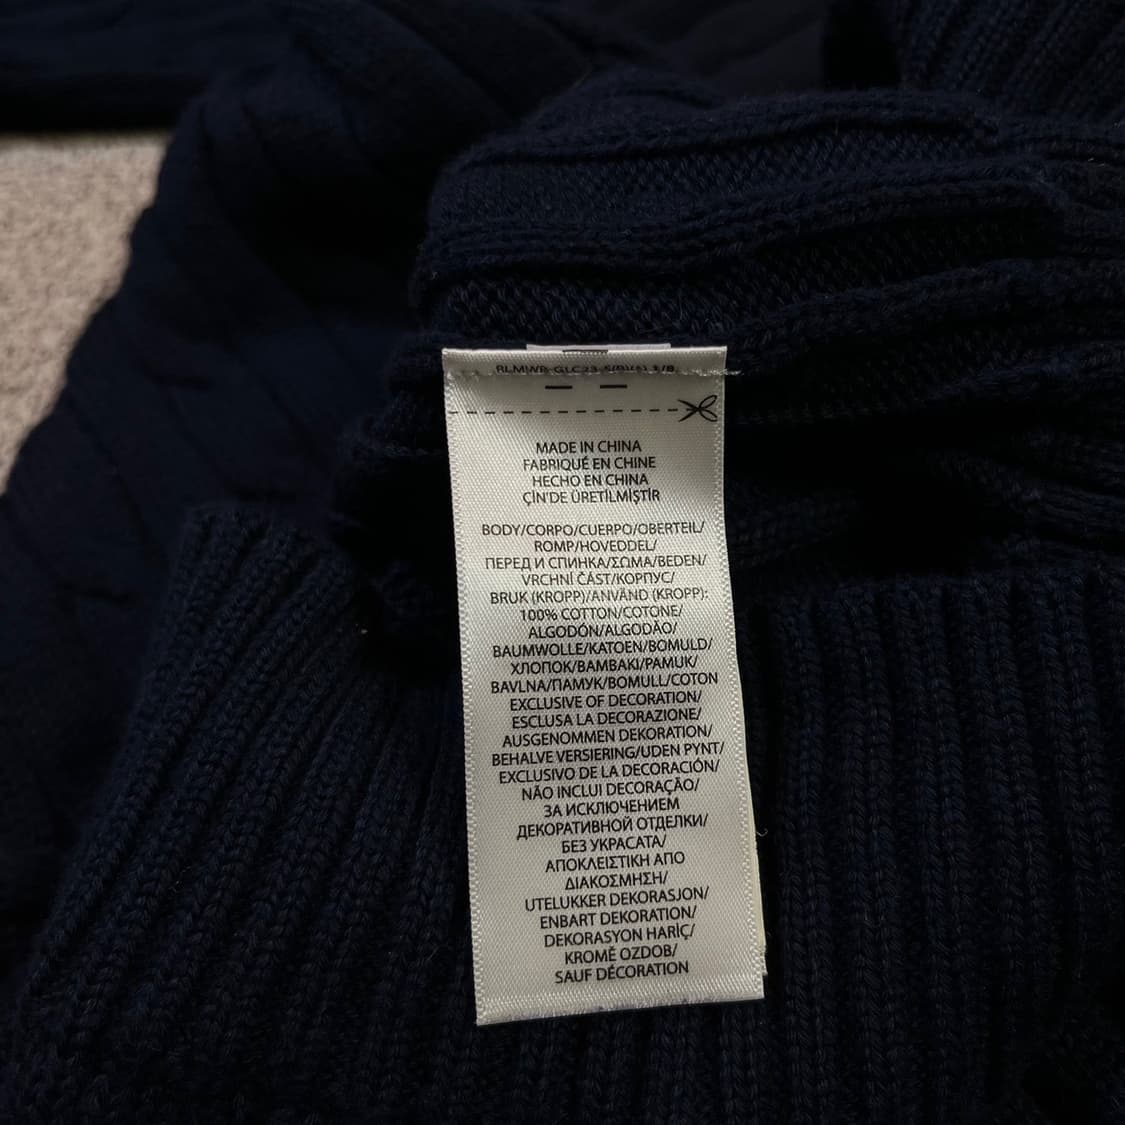 MADE IN CHINA
FABRIQUÉ EN CHINE
HECHO EN CHINA
ÇİN'DE ÜRETİLMİŞTİR
BODY/CORPO/CUERPO/OBERTEIL/
ROMP/HOVEDDEL/
ПЕРЕД И СПИНКА/ΣΩΜΑ/BEDEN/
VRCHNÍ ČÁST/КОРПУС/
BRUK (KROPP)/ANVÄND (KROPP):
100% COTTON/COTONE/
ALGODÓN/ALGODÃO/
BAUMWOLLE/KATOEN/BOMULD/
ХЛОПОК/ΒΑΜΒΑΚΙ/PAMUK/
BAVLNA/ПАМУК/BOMULL/COTON
EXCLUSIVE OF DECORATION/
ESCLUSA LA DECORAZIONE/
AUSGENOMMEN DEKORATION/
BEHALVE VERSIERING/UDEN PYNT/
EXCLUSIVO DE LA DECORACIÓN/
NÃO INCLUI DECORAÇÃO/
ЗА ИСКЛЮЧЕНИЕМ
ДЕКОРАТИВНОЙ ОТДЕЛКИ/
БЕЗ УКРАСАТА/
ΑΠΟΚΛΕΙΣΤΙΚΗ ΑΠΟ
ΔΙΑΚΟΣΜΗΣΗ/
UTELUKKER DEKORASJON/
ENBART DEKORATION/
DEKORASYON HARİÇ/
KROMĚ OZDOB/
SAUF DÉCORATION